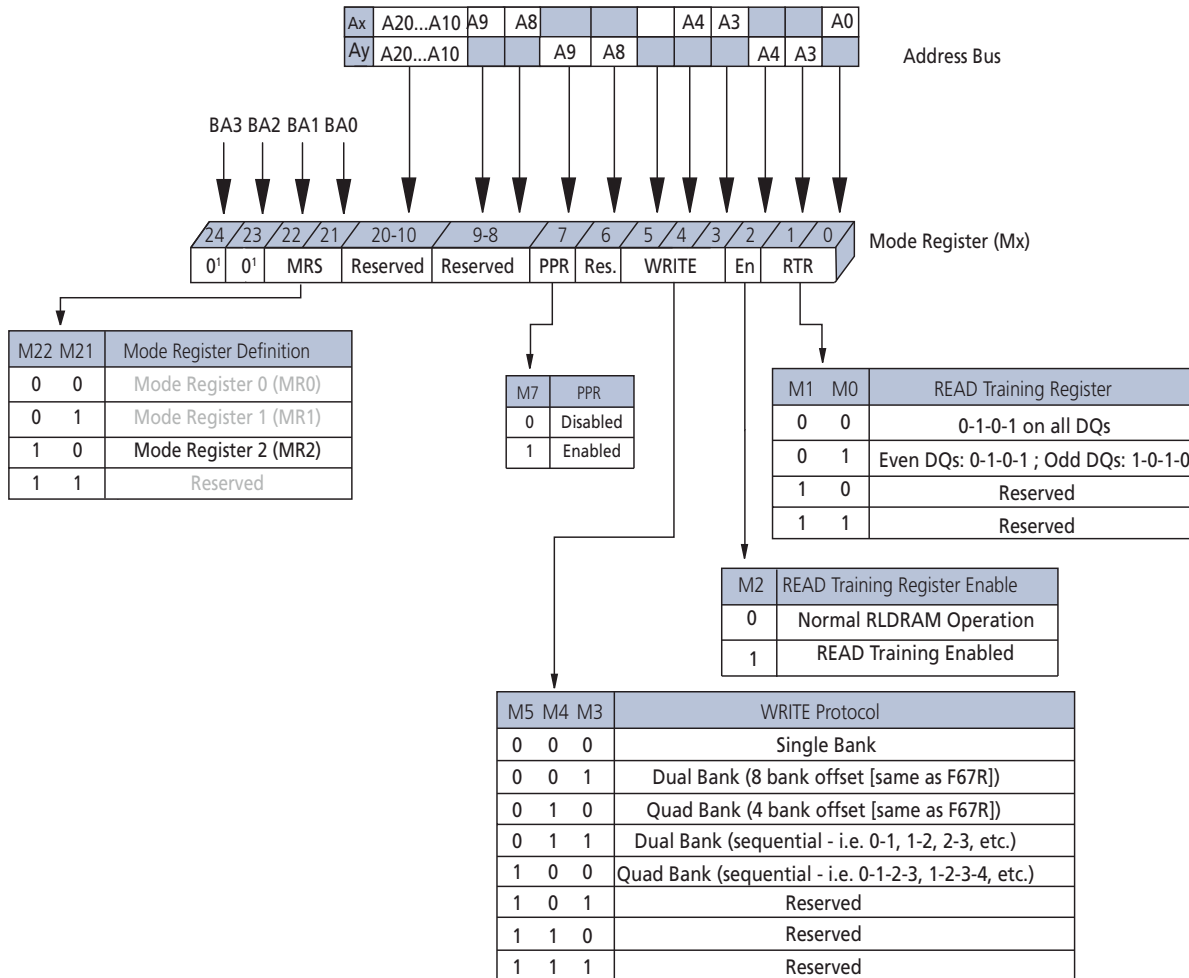 Ax A20...A10 A9 A8 A4 A3 A0
Ay A20...A10 A9 A8 A4 A3
Address Bus
BA3 BA2 BA1 BA0
24 23 22 21 20-10 9-8 7 6 5 4 3 2 1 0
Mode Register (Mx)
0¹ 0¹ MRS Reserved Reserved PPR Res. WRITE En RTR
M22 M21 Mode Register Definition
0 0 Mode Register 0 (MR0)
0 1 Mode Register 1 (MR1)
1 0 Mode Register 2 (MR2)
1 1 Reserved
M7 PPR
0 Disabled
1 Enabled
M1 M0 READ Training Register
0 0 0-1-0-1 on all DQs
0 1 Even DQs: 0-1-0-1 ; Odd DQs: 1-0-1-0
1 0 Reserved
1 1 Reserved
M2 READ Training Register Enable
0 Normal RLDRAM Operation
1 READ Training Enabled
M5 M4 M3 WRITE Protocol
0 0 0 Single Bank
0 0 1 Dual Bank (8 bank offset [same as F67R])
0 1 0 Quad Bank (4 bank offset [same as F67R])
0 1 1 Dual Bank (sequential - i.e. 0-1, 1-2, 2-3, etc.)
1 0 0 Quad Bank (sequential - i.e. 0-1-2-3, 1-2-3-4, etc.)
1 0 1 Reserved
1 1 0 Reserved
1 1 1 Reserved